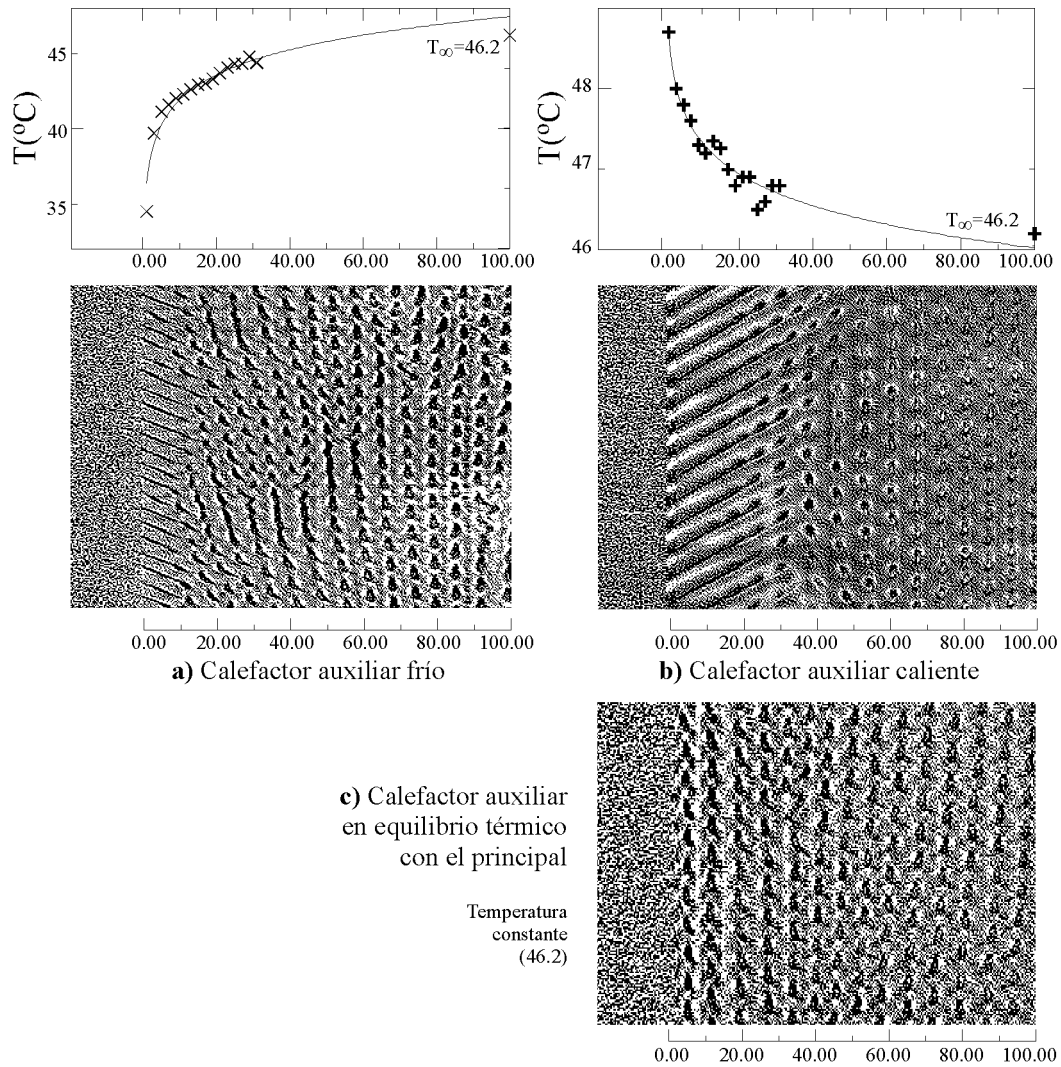 T(ºC)
45
40
35
T∞=46.2
0.00 20.00 40.00 60.00 80.00 100.00
T(ºC)
48
47
46
T∞=46.2
0.00 20.00 40.00 60.00 80.00 100.00
0.00 20.00 40.00 60.00 80.00 100.00
a) Calefactor auxiliar frío
0.00 20.00 40.00 60.00 80.00 100.00
b) Calefactor auxiliar caliente
c) Calefactor auxiliar
en equilibrio térmico
con el principal
Temperatura
constante
(46.2)
0.00 20.00 40.00 60.00 80.00 100.00